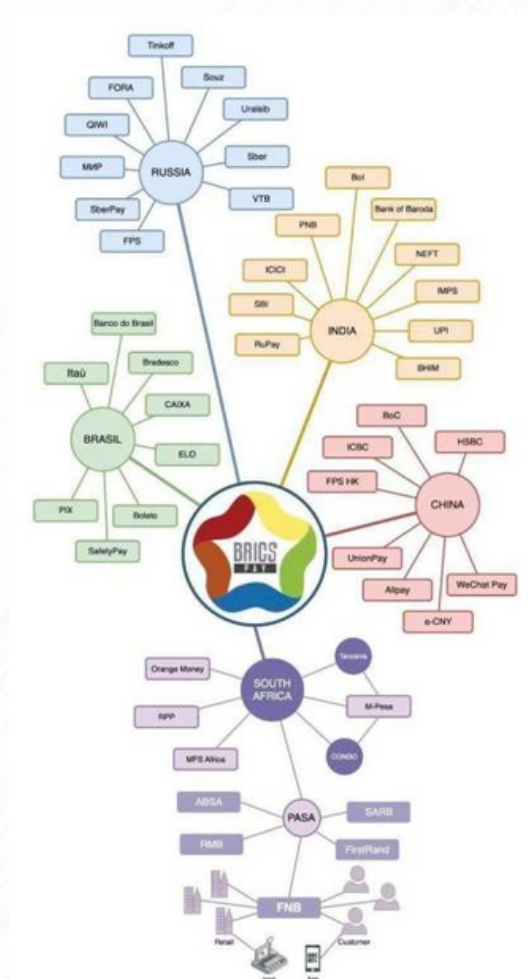 Tinkoff
FORA
Souz
QIWI
Uralsib
МИР
RUSSIA
Sber
SberPay
VTB
FPS
BoI
PNB
Bank of Baroda
ICICI
NEFT
SBI
IMPS
RuPay
INDIA
UPI
BHIM
Banco do Brasil
Itaú
Bradesco
CAIXA
BRASIL
ELO
PIX
Boleto
SafetyPay
BoC
ICBC
HSBC
FPS HK
CHINA
UnionPay
Alipay
WeChat Pay
e-CNY
BRICS
PAY
Orange Money
SOUTH
AFRICA
Tanzania
RPP
M-Pesa
MFS Africa
CONGO
ABSA
PASA
SARB
RMB
FirstRand
FNB
Retail
Customer